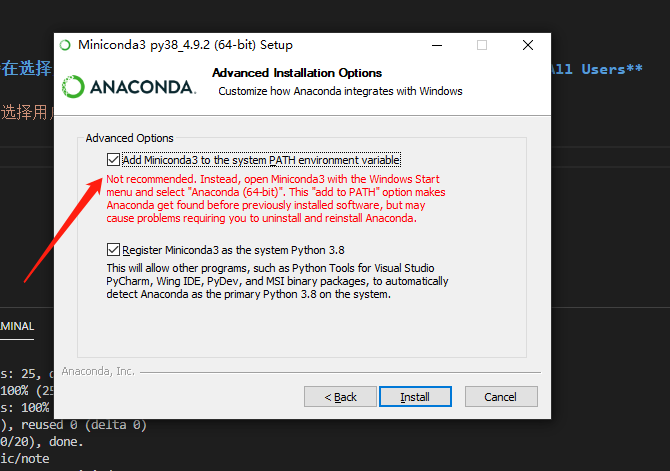 Miniconda3 py38_4.9.2 (64-bit) Setup
在选择
All Users**
ANACONDA.
Advanced Installation Options
Customize how Anaconda integrates with Windows
选择用
Advanced Options
Add Miniconda3 to the system PATH environment variable
Not recommended. Instead, open Miniconda3 with the Windows Start
menu and select "Anaconda (64-bit)". This "add to PATH" option makes
Anaconda get found before previously installed software, but may
cause problems requiring you to uninstall and reinstall Anaconda.
Register Miniconda3 as the system Python 3.8
This will allow other programs, such as Python Tools for Visual Studio
PyCharm, Wing IDE, PyDev, and MSI binary packages, to automatically
detect Anaconda as the primary Python 3.8 on the system.
MINAL
Anaconda, Inc.
s: 25, d
100% (25
< Back
Install
Cancel
s: 100%
), reused 0 (delta 0)
0/20), done.
ic/note